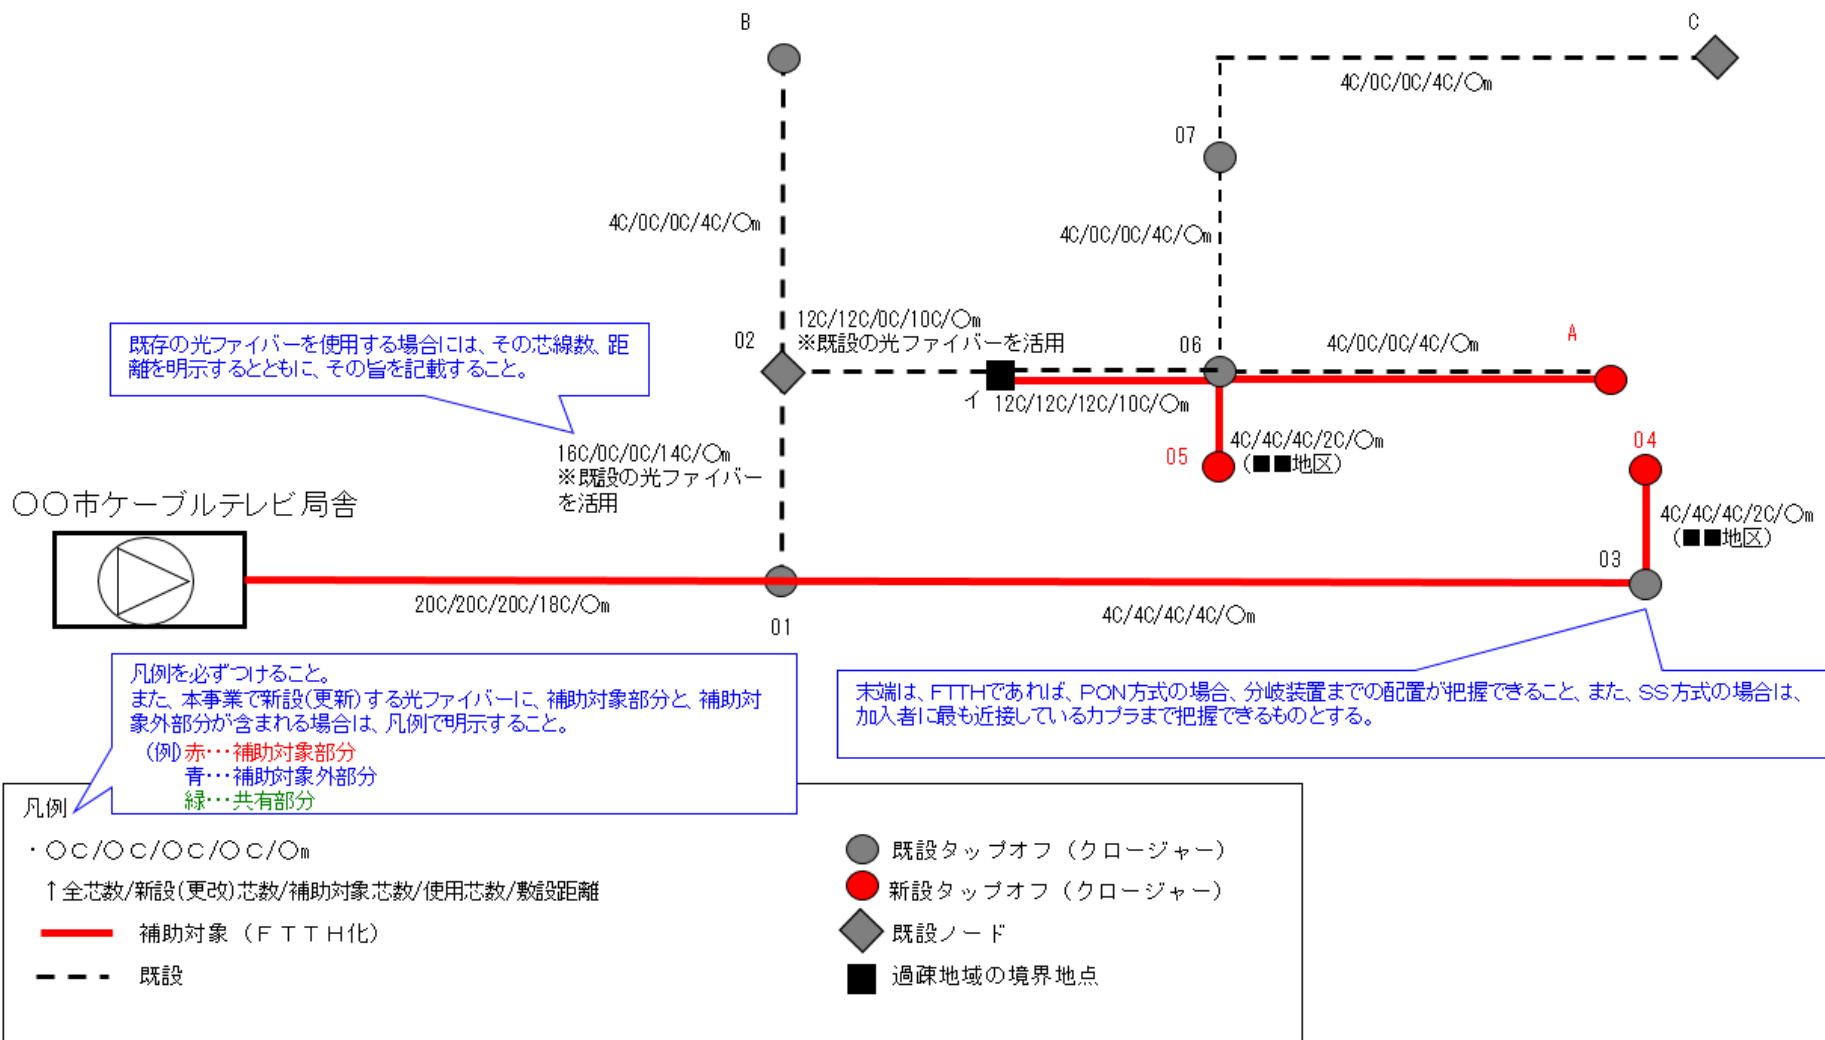 B
C
4C/0C/0C/4C/〇m
07
4C/0C/0C/4C/〇m
4C/0C/0C/4C/〇m
12C/12C/0C/10C/〇m
※既設の光ファイバーを活用
02
06
4C/0C/0C/4C/〇m
A
既存の光ファイバーを使用する場合には、その芯線数、距
離を明示するとともに、その旨を記載すること。
イ
12C/12C/12C/10C/〇m
16C/0C/0C/14C/〇m
※既設の光ファイバー
を活用
05
4C/4C/4C/2C/〇m
(■■地区)
04
4C/4C/4C/2C/〇m
(■■地区)
〇〇市ケーブルテレビ局舎
03
20C/20C/20C/18C/〇m
01
4C/4C/4C/4C/〇m
凡例を必ずつけること。
また、本事業で新設(更新)する光ファイバーに、補助対象部分と、補助対
象外部分が含まれる場合は、凡例で明示すること。
(例)赤…補助対象部分
青…補助対象外部分
緑…共有部分
末端は、FTTHであれば、PON方式の場合、分岐装置までの配置が把握できること、また、SS方式の場合は、
加入者に最も近接しているカプラまで把握できるものとする。
凡例
・〇C/〇C/〇C/〇C/〇m
↑全芯数/新設(更改)芯数/補助対象芯数/使用芯数/敷設距離
補助対象（ＦＴＴＨ化）
既設
既設タップオフ（クロージャー）
新設タップオフ（クロージャー）
既設ノード
過疎地域の境界地点